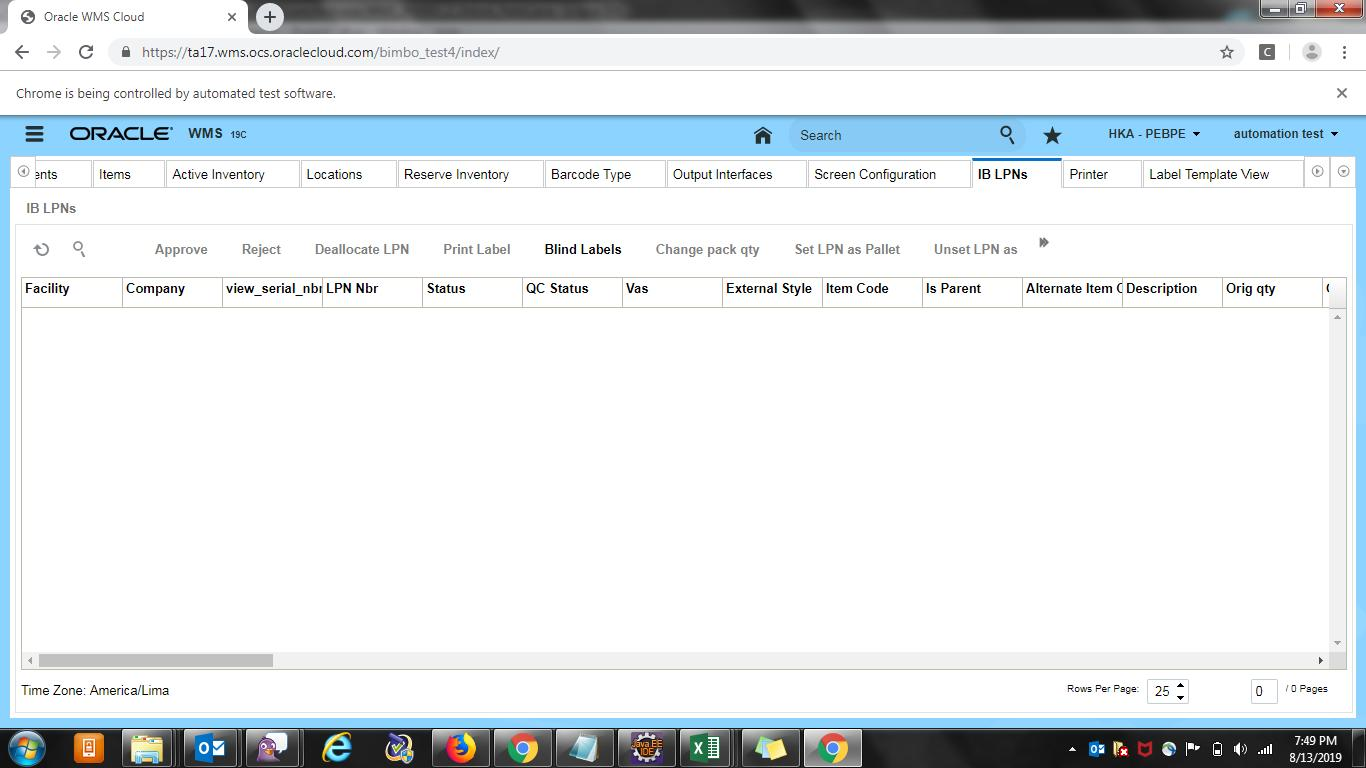 Oracle WMS Cloud
https://ta17.wms.ocs.oraclecloud.com/bimbo_test4/index/
C
Chrome is being controlled by automated test software.
ORACLE WMS 19C Search HKA - PEBPE automation test
ents Items Active Inventory Locations Reserve Inventory Barcode Type Output Interfaces Screen Configuration IB LPNs Printer Label Template View
IB LPNs
Approve Reject Deallocate LPN Print Label Blind Labels Change pack qty Set LPN as Pallet Unset LPN as
Facility Company view_serial_nbr LPN Nbr Status QC Status Vas External Style Item Code Is Parent Alternate Item C Description Orig qty
Time Zone: America/Lima Rows Per Page: 25 0 / 0 Pages
Java EE
IDE
7:49 PM
8/13/2019